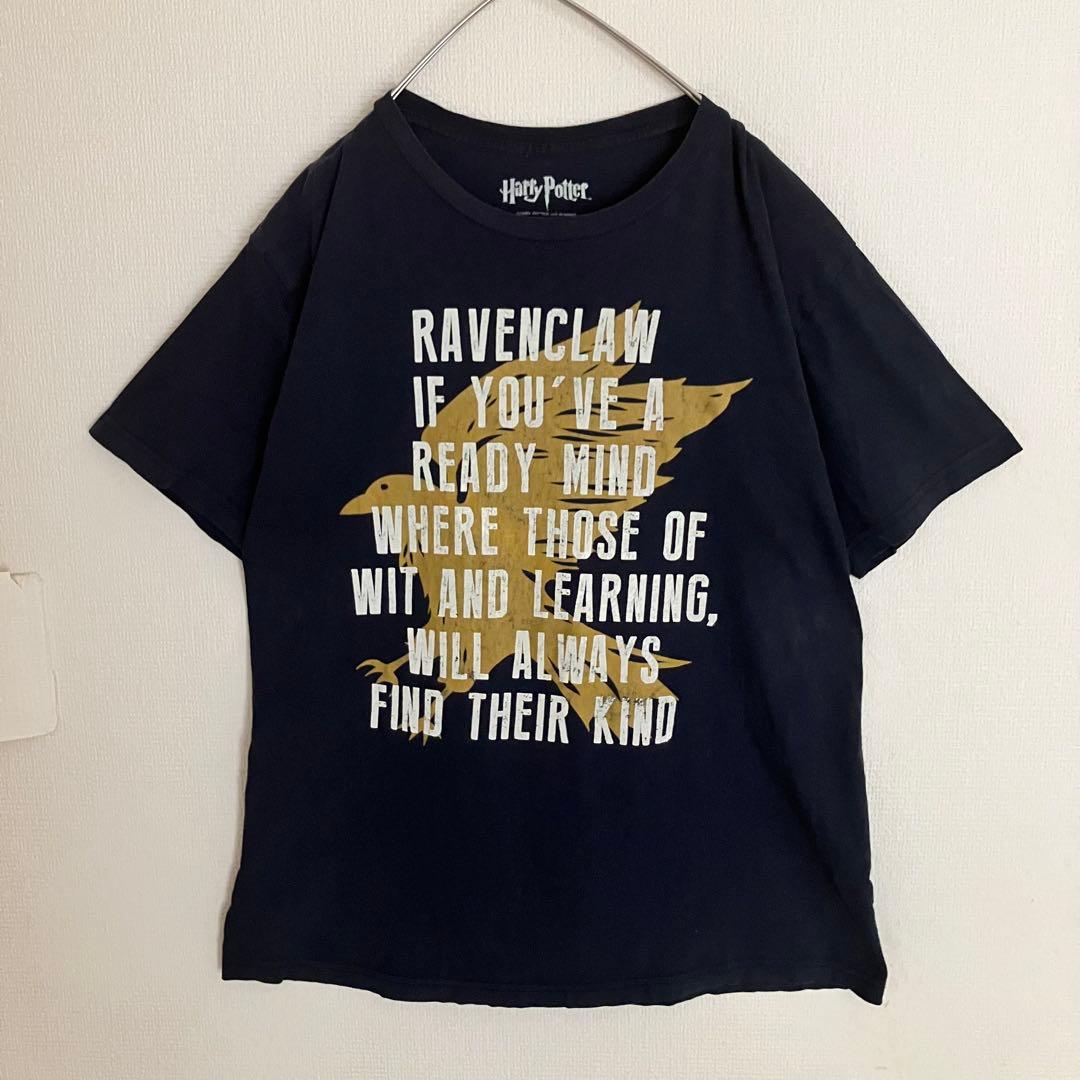 Harry Potter
RAVENCLAW
IF YOU'VE A
READY MIND
WHERE THOSE OF
WIT AND LEARNING,
WILL ALWAYS
FIND THEIR KIND